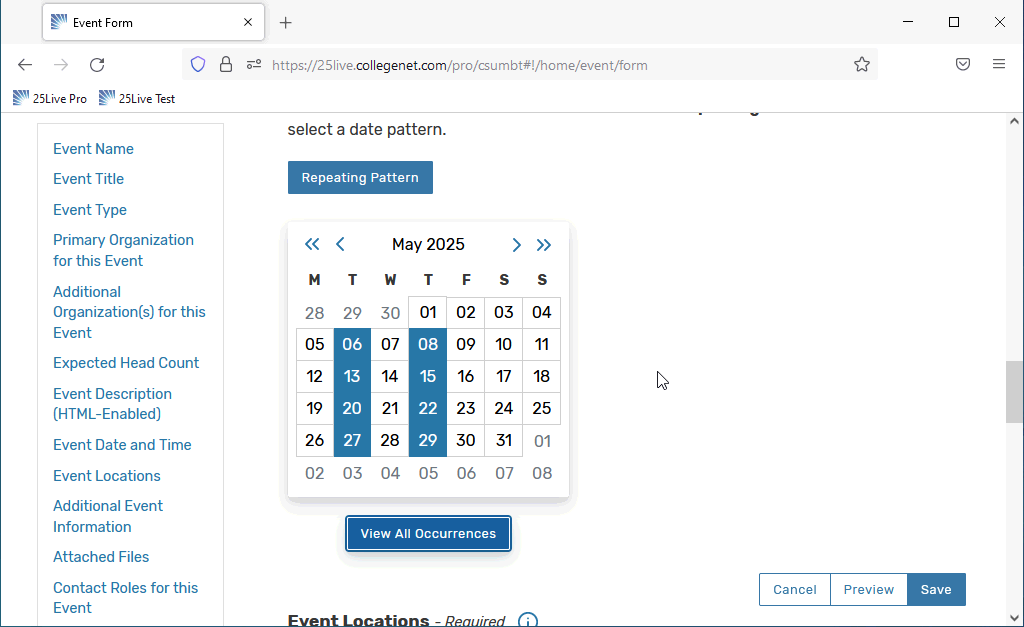 Event Form
https://25live.collegenet.com/pro/csumbt#!/home/event/form
25Live Pro
25Live Test
Event Name
Event Title
Event Type
Primary Organization
for this Event
Additional
Organization(s) for this
Event
Expected Head Count
Event Description
(HTML-Enabled)
Event Date and Time
Event Locations
Additional Event
Information
Attached Files
Contact Roles for this
Event
select a date pattern.
Repeating Pattern
May 2025
M T W T F S S
28 29 30 01 02 03 04
05 06 07 08 09 10 11
12 13 14 15 16 17 18
19 20 21 22 23 24 25
26 27 28 29 30 31 01
02 03 04 05 06 07 08
View All Occurrences
Cancel
Preview
Save
Event Locations - Required